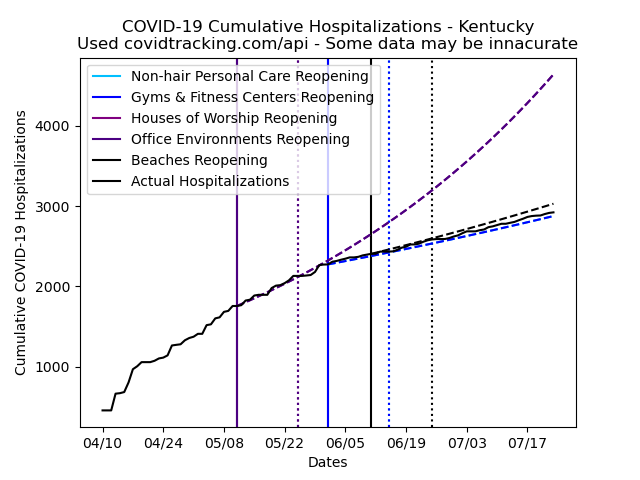 COVID-19 Cumulative Hospitalizations - Kentucky
Used covidtracking.com/api - Some data may be innacurate
Non-hair Personal Care Reopening
Gyms & Fitness Centers Reopening
Houses of Worship Reopening
Office Environments Reopening
Beaches Reopening
Actual Hospitalizations
Cumulative COVID-19 Hospitalizations
4000
3000
2000
1000
04/10 04/24 05/08 05/22 06/05 06/19 07/03 07/17
Dates